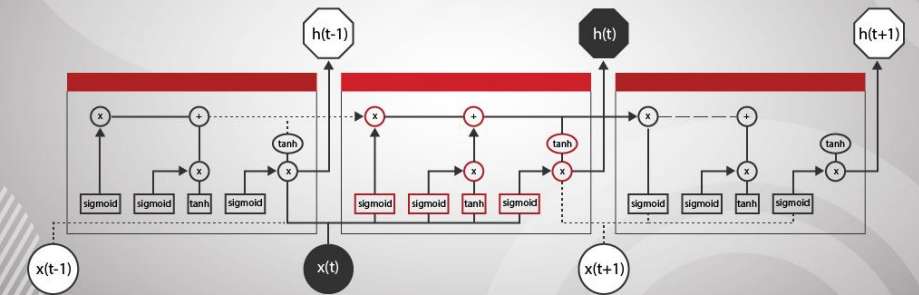 h(t-1) h(t) h(t+1)
x + x + x +
tanh tanh tanh
x x x x x x
sigmoid sigmoid tanh sigmoid sigmoid sigmoid tanh sigmoid sigmoid sigmoid tanh sigmoid
x(t-1) x(t) x(t+1)